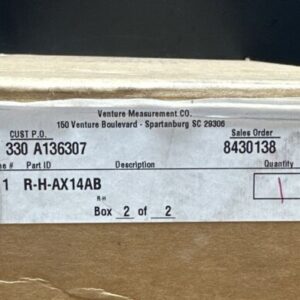 Venture Measurement CO.
150 Venture Boulevard - Spartanburg SC 29306
CUST P.O. Sales Order
330 A136307 8430138
e # Part ID Description Quantity
1 R-H-AX14AB 1
R-H
Box 2 of 2